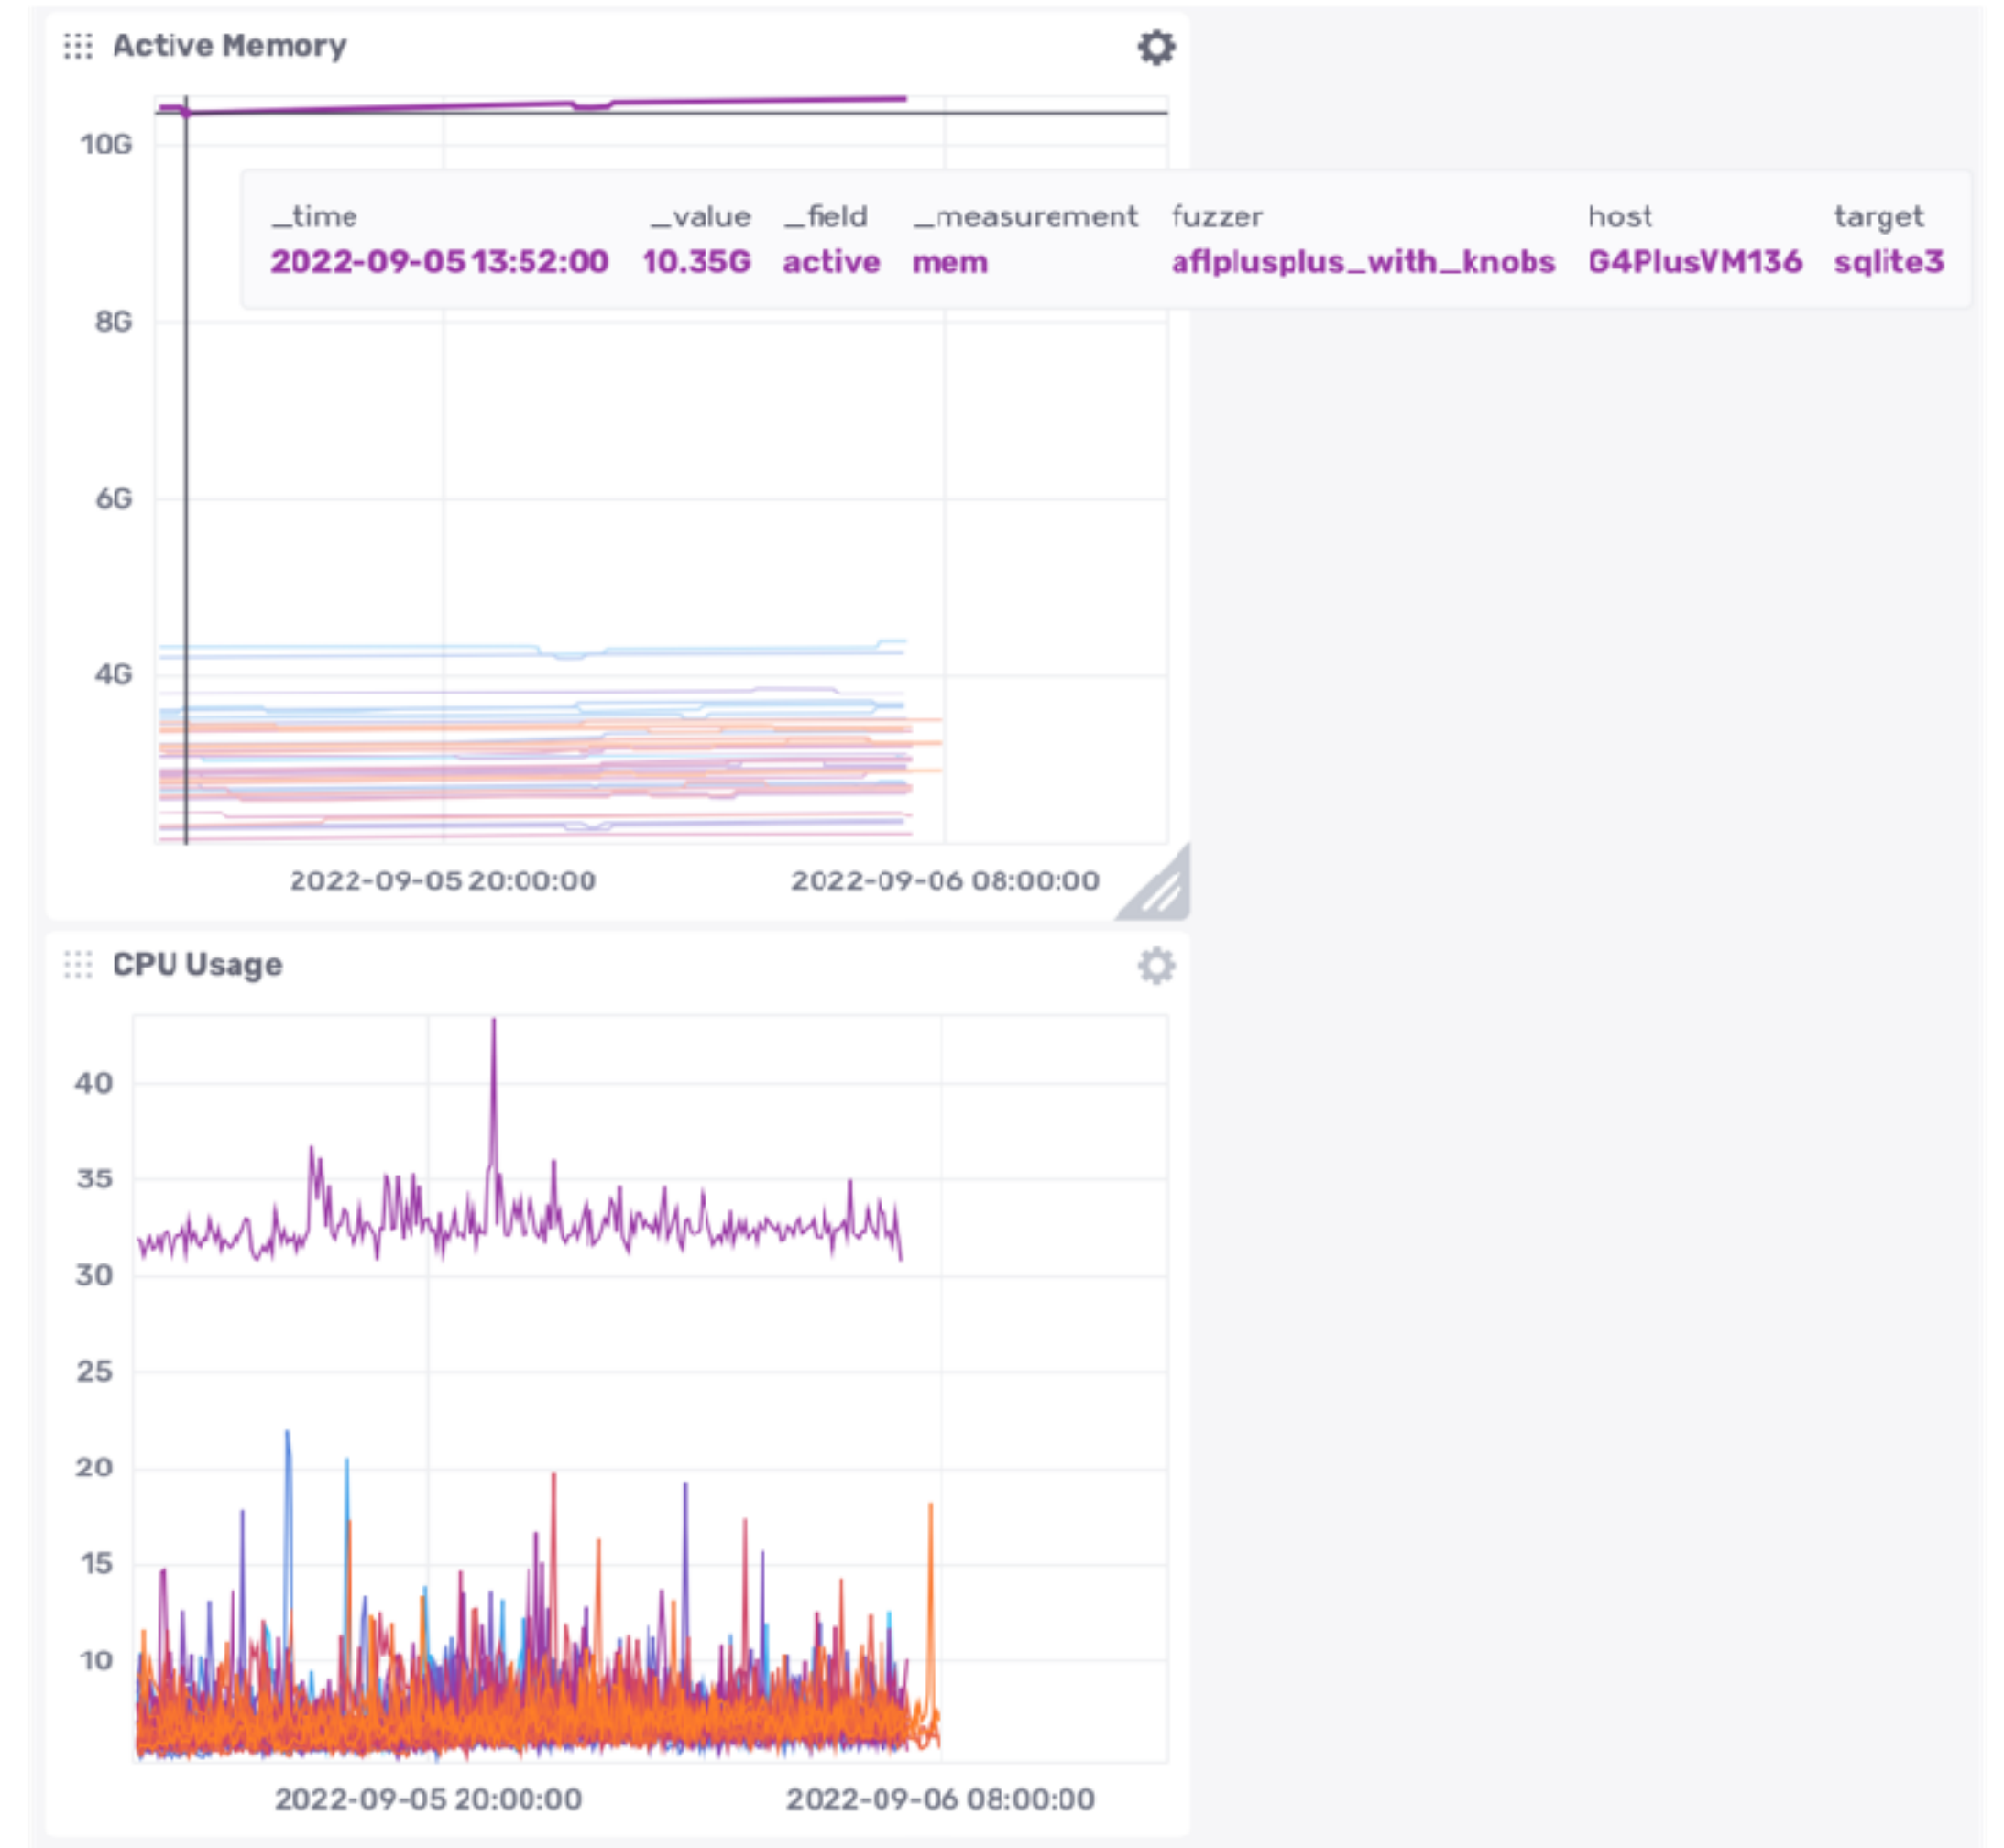 Active Memory
10G
_time _value _field _measurement fuzzer host target
2022-09-05 13:52:00 10.35G active mem aflplusplus_with_knobs G4PlusVM136 sqlite3
8G
6G
4G
2022-09-05 20:00:00 2022-09-06 08:00:00
CPU Usage
40
35
30
25
20
15
10
2022-09-05 20:00:00 2022-09-06 08:00:00